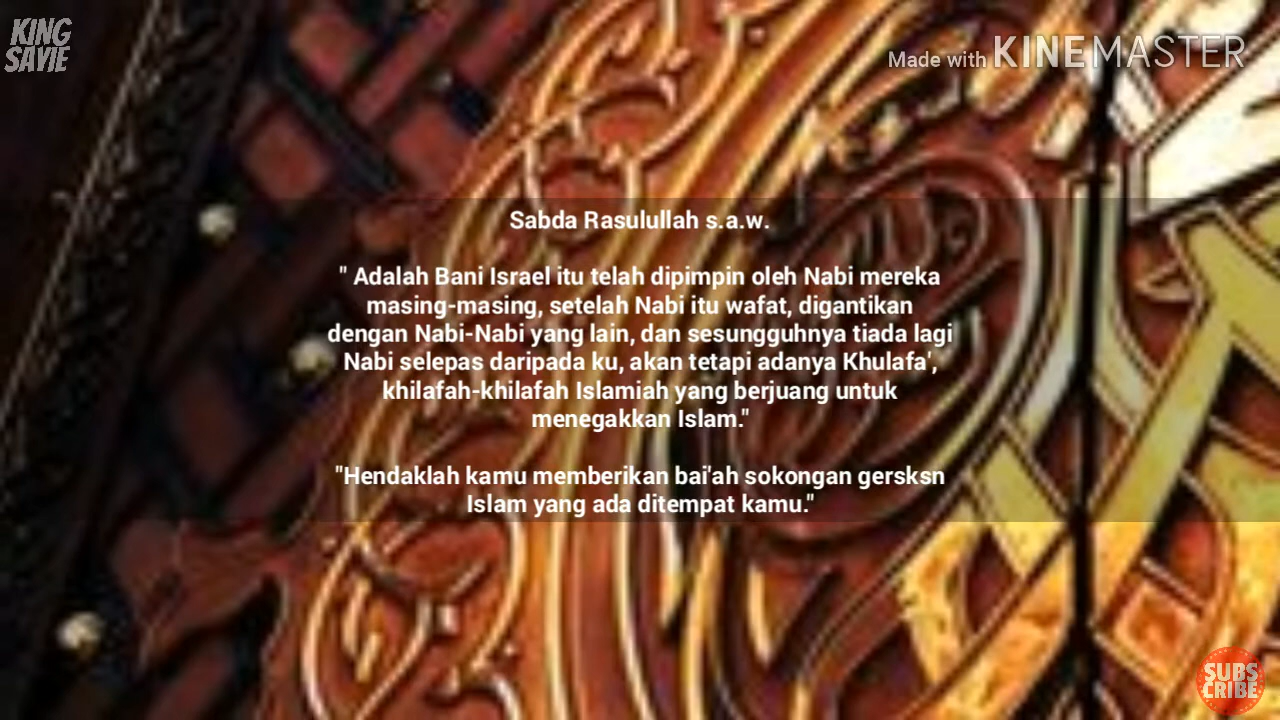 KING
SAVIE
Made with KINEMASTER
Sabda Rasulullah s.a.w.
" Adalah Bani Israel itu telah dipimpin oleh Nabi mereka
masing-masing, setelah Nabi itu wafat, digantikan
dengan Nabi-Nabi yang lain, dan sesungguhnya tiada lagi
Nabi selepas daripada ku, akan tetapi adanya Khulafa',
khilafah-khilafah Islamiah yang berjuang untuk
menegakkan Islam."
"Hendaklah kamu memberikan bai'ah sokongan gersksn
Islam yang ada ditempat kamu."
SUBS
CRIBE